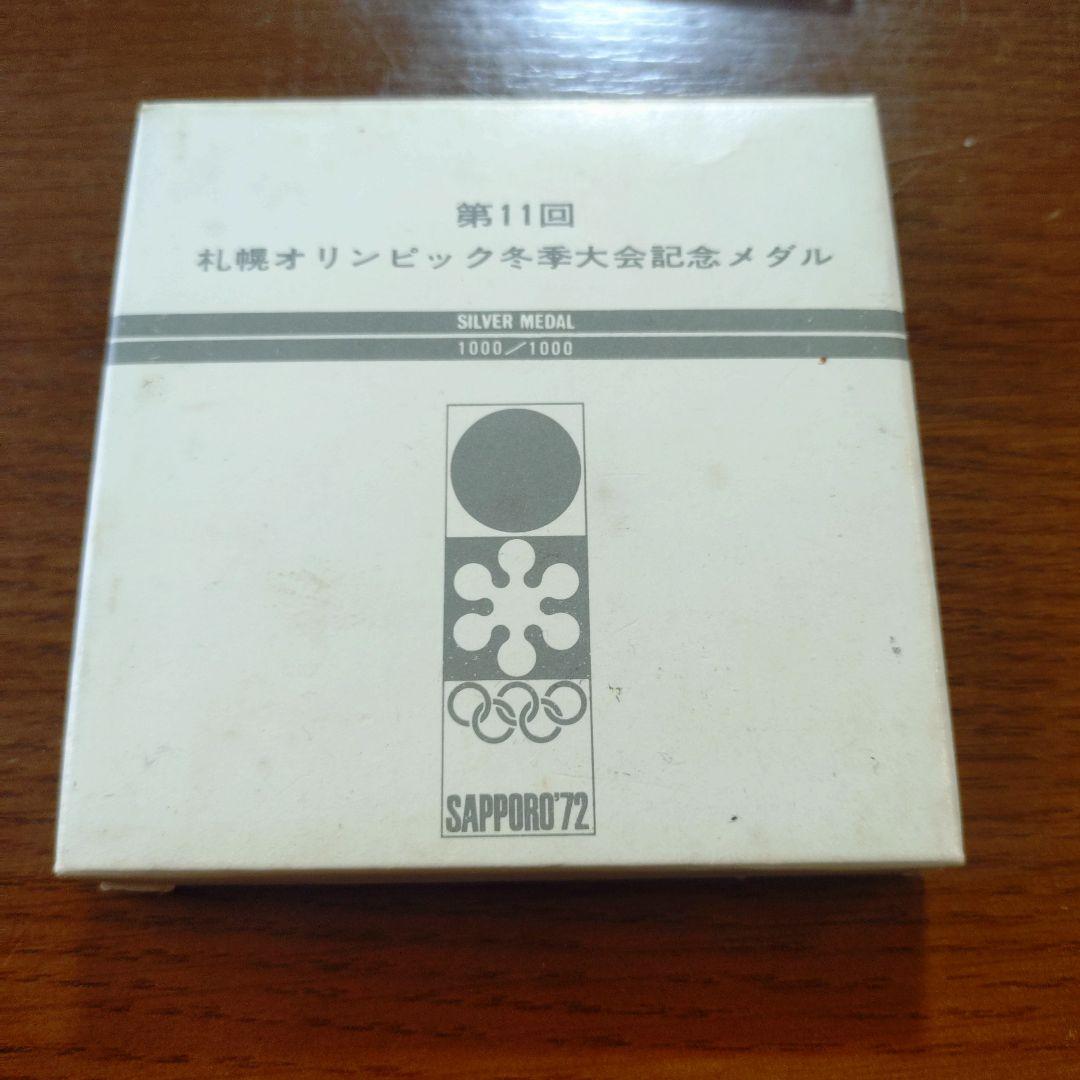 第11回
札幌オリンピック冬季大会記念メダル
SILVER MEDAL
1000/1000
SAPPORO'72